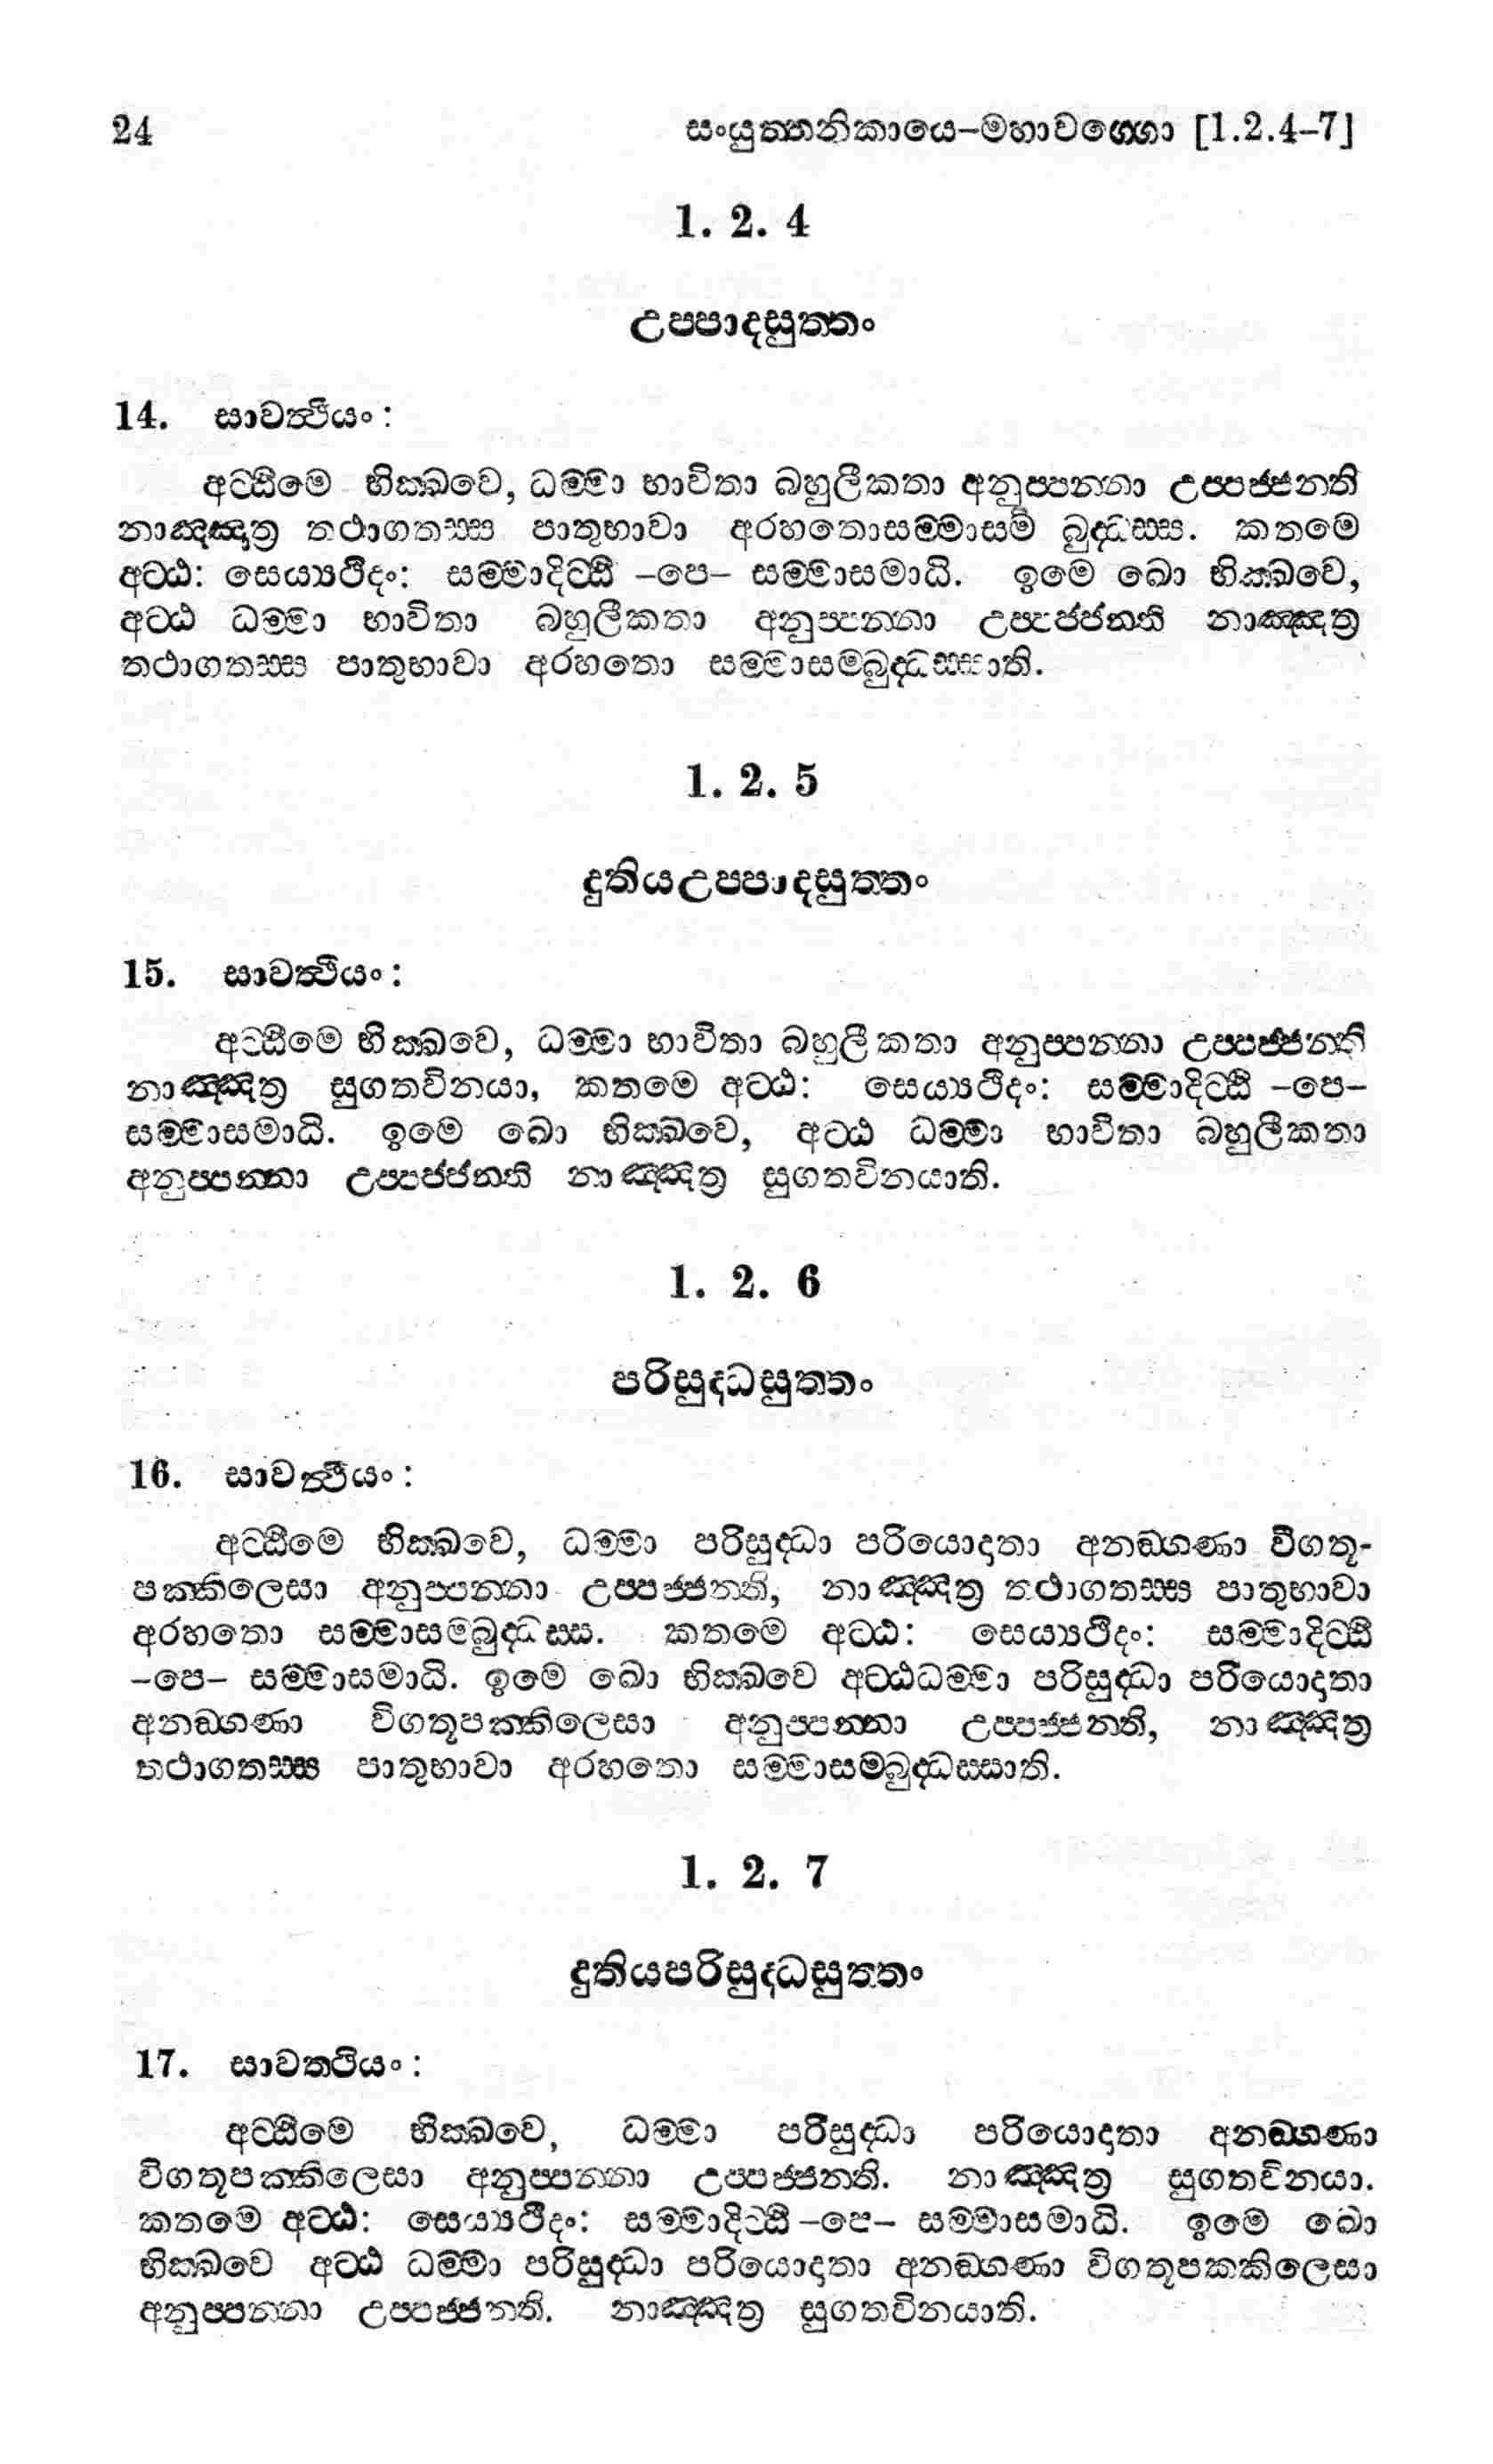 24 සංයුත්තනිකායෙ-මහාවග්ගො [1.2.4-7]
1. 2. 4
උප්පාදසුත්තං
14. සාවත්ථියං:
අට්ඨිමෙ භික්ඛවෙ, ධම්මා භාවිතා බහුලීකතා අනුප්පන්නා උප්පජ්ජන්ති
නාඤ්ඤත්‍ර තථාගතස්ස පාතුභාවා අරහතොසම්මාසම් බුද්ධස්ස. කතමෙ
අට්ඨ: සෙය්‍යථිදං: සම්මාදිට්ඨි -පෙ- සම්මාසමාධි. ඉමෙ ඛො භික්ඛවෙ,
අට්ඨ ධම්මා භාවිතා බහුලීකතා අනුප්පන්නා උප්පජ්ජන්ති නාඤ්ඤත්‍ර
තථාගතස්ස පාතුභාවා අරහතො සම්මාසම්බුද්ධස්සාති.
1. 2. 5
දුතියඋප්පාදසුත්තං
15. සාවත්ථියං:
අට්ඨිමෙ භික්ඛවෙ, ධම්මා භාවිතා බහුලීකතා අනුප්පන්නා උප්පජ්ජන්ති
නාඤ්ඤත්‍ර සුගතවිනයා, කතමෙ අට්ඨ: සෙය්‍යථිදං: සම්මාදිට්ඨි -පෙ-
සම්මාසමාධි. ඉමෙ ඛො භික්ඛවෙ, අට්ඨ ධම්මා භාවිතා බහුලීකතා
අනුප්පන්නා උප්පජ්ජන්ති නාඤ්ඤත්‍ර සුගතවිනයාති.
1. 2. 6
පරිසුද්ධසුත්තං
16. සාවත්ථියං:
අට්ඨිමෙ භික්ඛවෙ, ධම්මා පරිසුද්ධා පරියොදාතා අනඞ්ගණා විගතූ-
පක්කිලෙසා අනුප්පන්නා උප්පජ්ජන්ති, නාඤ්ඤත්‍ර තථාගතස්ස පාතුභාවා
අරහතො සම්මාසම්බුද්ධස්ස. කතමෙ අට්ඨ: සෙය්‍යථිදං: සම්මාදිට්ඨි
-පෙ- සම්මාසමාධි. ඉමෙ ඛො භික්ඛවෙ අට්ඨධම්මා පරිසුද්ධා පරියොදාතා
අනඞ්ගණා විගතූපක්කිලෙසා අනුප්පන්නා උප්පජ්ජන්ති, නාඤ්ඤත්‍ර
තථාගතස්ස පාතුභාවා අරහතො සම්මාසම්බුද්ධස්සාති.
1. 2. 7
දුතියපරිසුද්ධසුත්තං
17. සාවත්ථියං:
අට්ඨිමෙ භික්ඛවෙ, ධම්මා පරිසුද්ධා පරියොදාතා අනඞ්ගණා
විගතූපක්කිලෙසා අනුප්පන්නා උප්පජ්ජන්ති. නාඤ්ඤත්‍ර සුගතවිනයා.
කතමෙ අට්ඨ: සෙය්‍යථිදං: සම්මාදිට්ඨි -පෙ- සම්මාසමාධි. ඉමෙ ඛො
භික්ඛවෙ අට්ඨ ධම්මා පරිසුද්ධා පරියොදාතා අනඞ්ගණා විගතූපක්කිලෙසා
අනුප්පන්නා උප්පජ්ජන්ති. නාඤ්ඤත්‍ර සුගතවිනයාති.